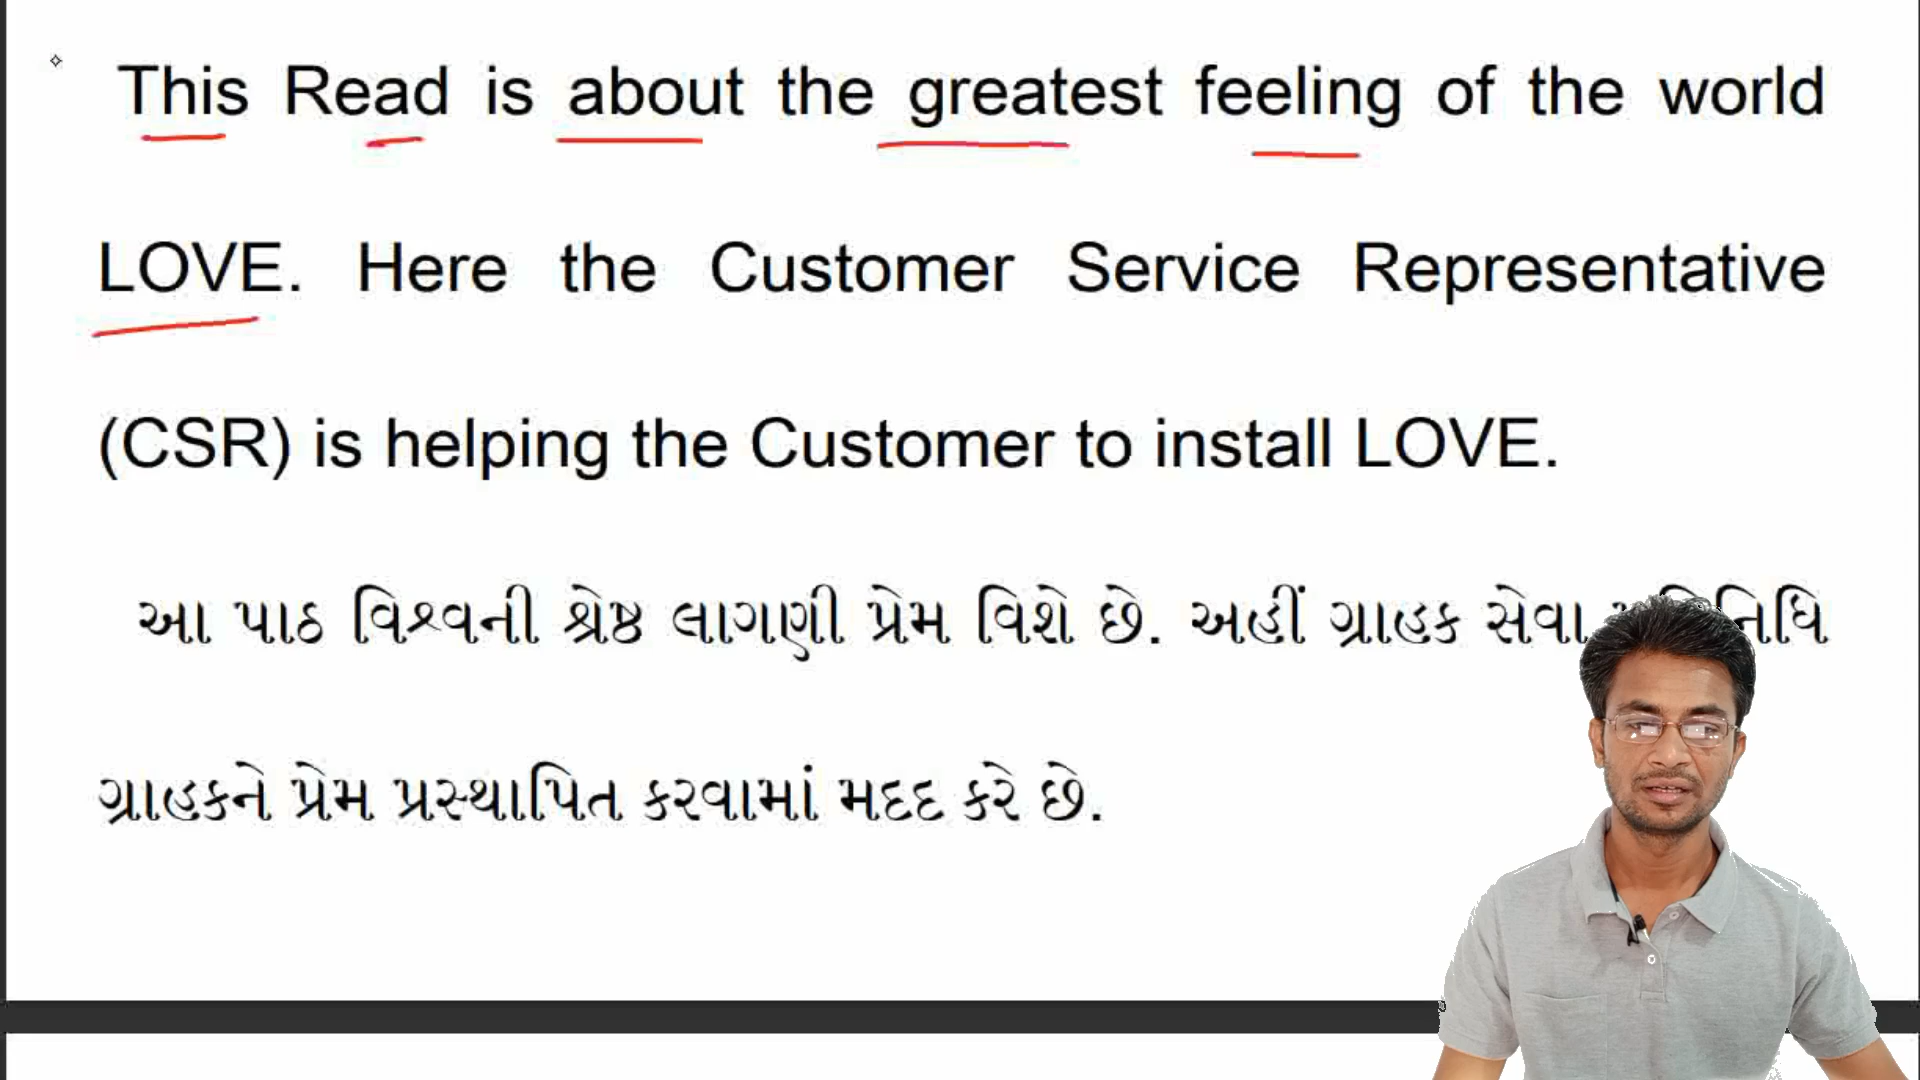 This Read is about the greatest feeling of the world
LOVE. Here the Customer Service Representative
(CSR) is helping the Customer to install LOVE.
આ પાઠ વિશ્વની શ્રેષ્ઠ લાગણી પ્રેમ વિશે છે. અહીં ગ્રાહક સેવા
ગ્રાહકને પ્રેમ પ્રસ્થાપિત કરવામાં મદદ કરે છે.